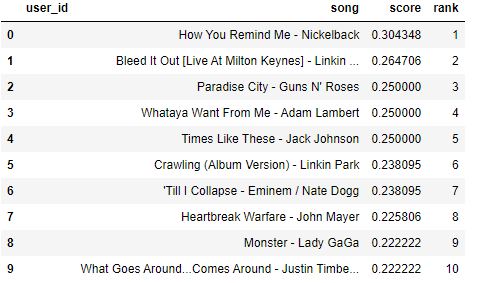 user_id song score rank
0 How You Remind Me - Nickelback 0.304348 1
1 Bleed It Out [Live At Milton Keynes] - Linkin ... 0.264706 2
2 Paradise City - Guns N' Roses 0.250000 3
3 Whataya Want From Me - Adam Lambert 0.250000 4
4 Times Like These - Jack Johnson 0.250000 5
5 Crawling (Album Version) - Linkin Park 0.238095 6
6 'Till I Collapse - Eminem / Nate Dogg 0.238095 7
7 Heartbreak Warfare - John Mayer 0.225806 8
8 Monster - Lady GaGa 0.222222 9
9 What Goes Around...Comes Around - Justin Timbe... 0.222222 10